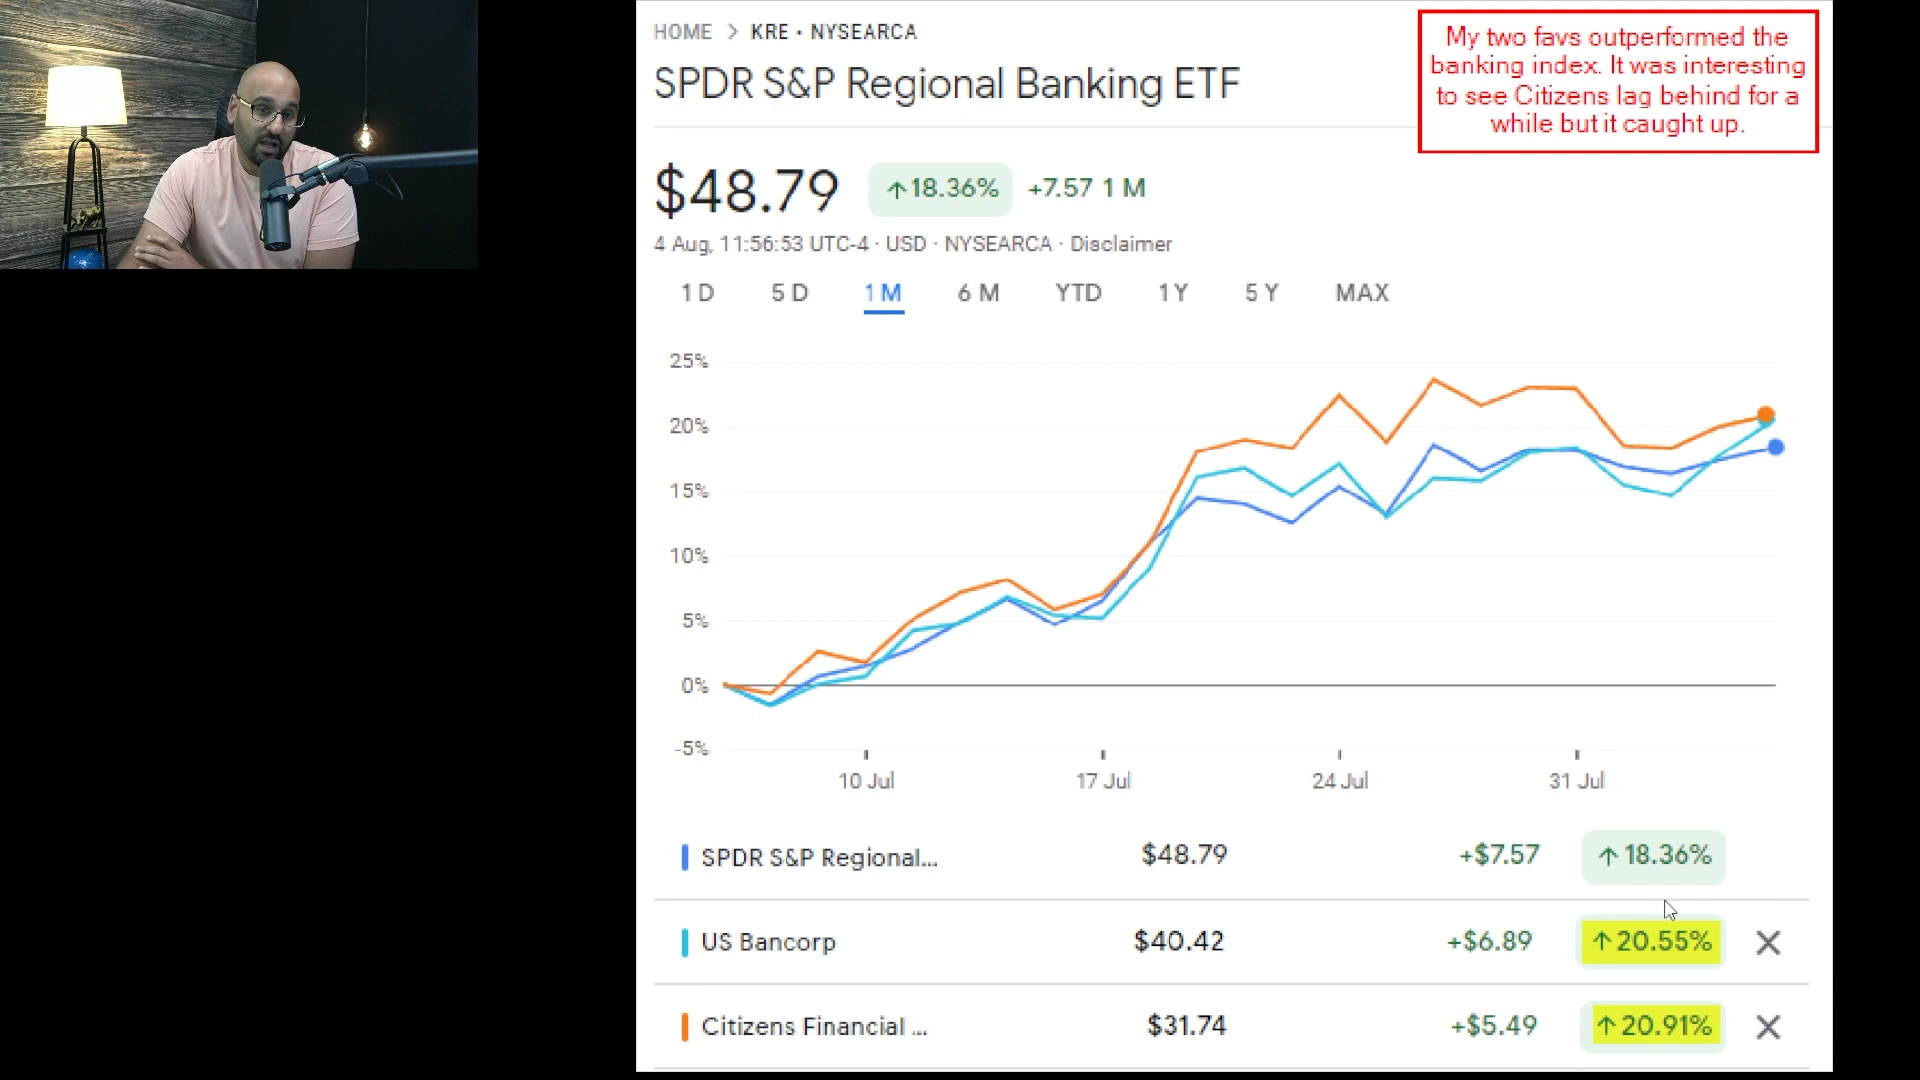 HOME > KRE • NYSEARCA
SPDR S&P Regional Banking ETF
My two favs outperformed the
banking index. It was interesting
to see Citizens lag behind for a
while but it caught up.
$48.79 ↑18.36% +7.57 1 M
4 Aug, 11:56:53 UTC-4 · USD · NYSEARCA · Disclaimer
1 D 5 D 1 M 6 M YTD 1 Y 5 Y MAX
25%
20%
15%
10%
5%
0%
-5%
10 Jul 17 Jul 24 Jul 31 Jul
SPDR S&P Regional... $48.79 +$7.57 ↑18.36%
US Bancorp $40.42 +$6.89 ↑20.55%
Citizens Financial ... $31.74 +$5.49 ↑20.91%